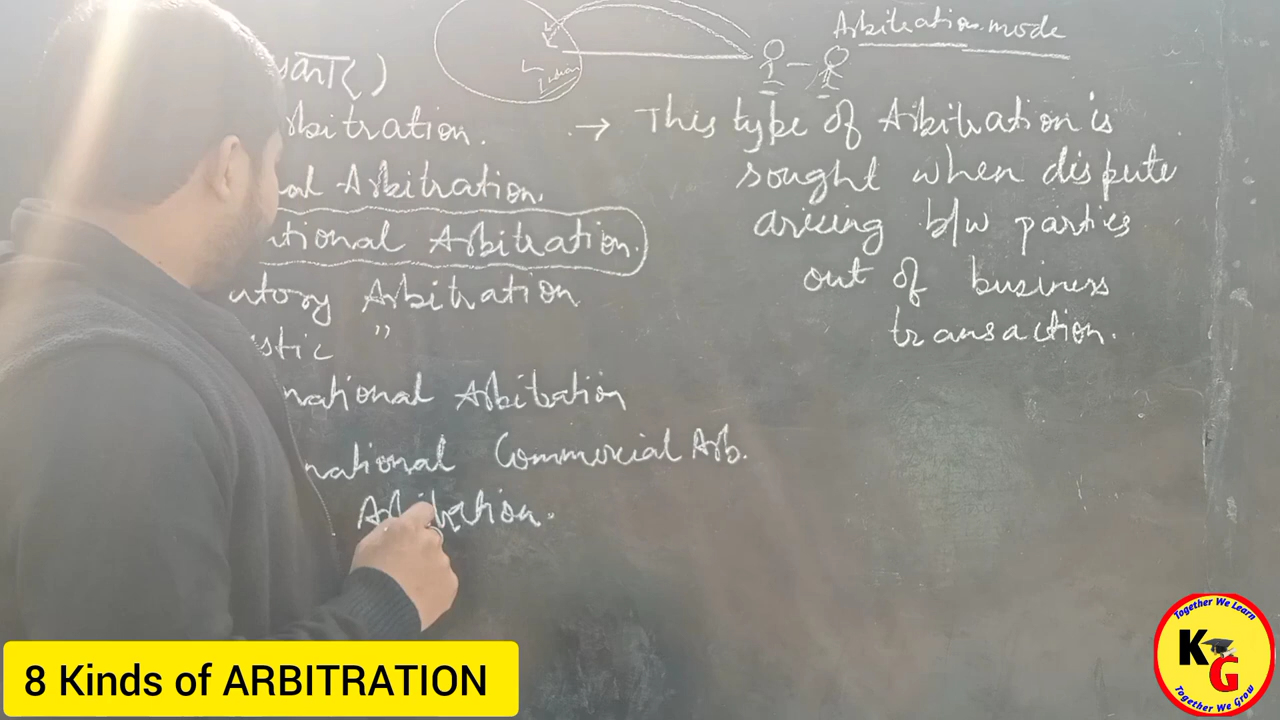 Arbitration mode
rbitration.
→ This type of Arbitration is
sought when dispute
arising b/w parties
out of business
transaction.
al Arbitration.
tional Arbitration.
utory Arbitration
stic "
national Arbitration
national Commercial Arb.
Arbitration.
8 Kinds of ARBITRATION
Together We Learn
KG
Together We Grow